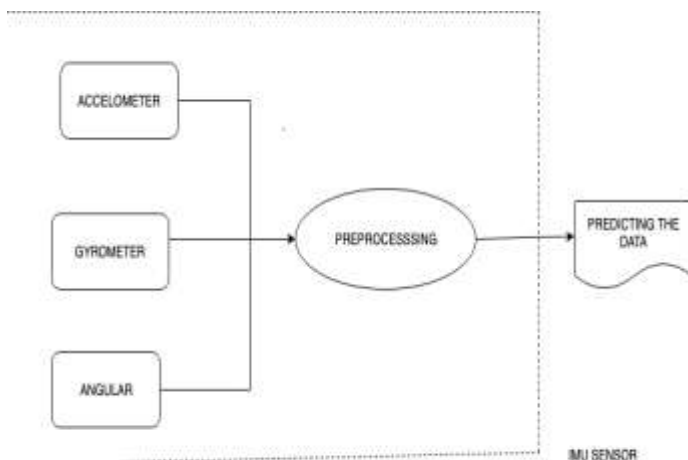 ACCELOMETER
GYROMETER
ANGULAR
PREPROCESSSING
PREDICTING THE
DATA
IMU SENSOR